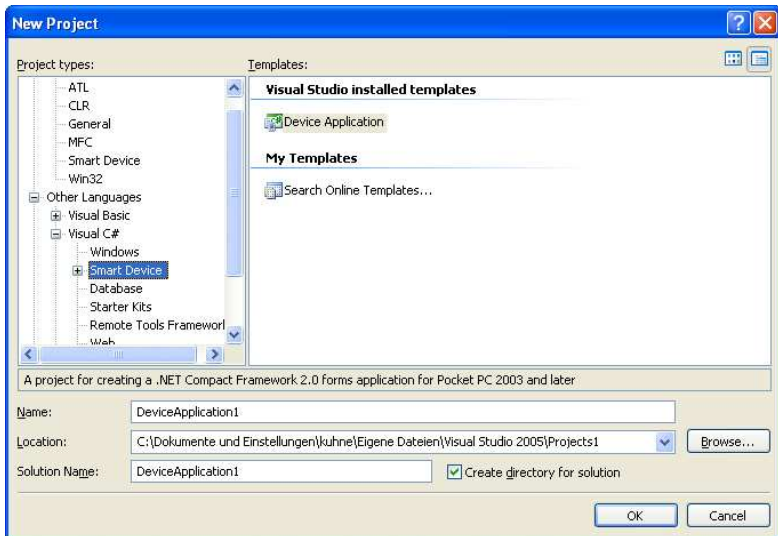 New Project
Project types:
Templates:
ATL
CLR
General
MFC
Smart Device
Win32
Other Languages
Visual Basic
Visual C#
Windows
Smart Device
Database
Starter Kits
Remote Tools Framework
Web
Visual Studio installed templates
Device Application
My Templates
Search Online Templates...
A project for creating a .NET Compact Framework 2.0 forms application for Pocket PC 2003 and later
Name: DeviceApplication1
Location: C:\Dokumente und Einstellungen\kuhne\Eigene Dateien\Visual Studio 2005\Projects1 Browse...
Solution Name: DeviceApplication1 Create directory for solution
OK Cancel